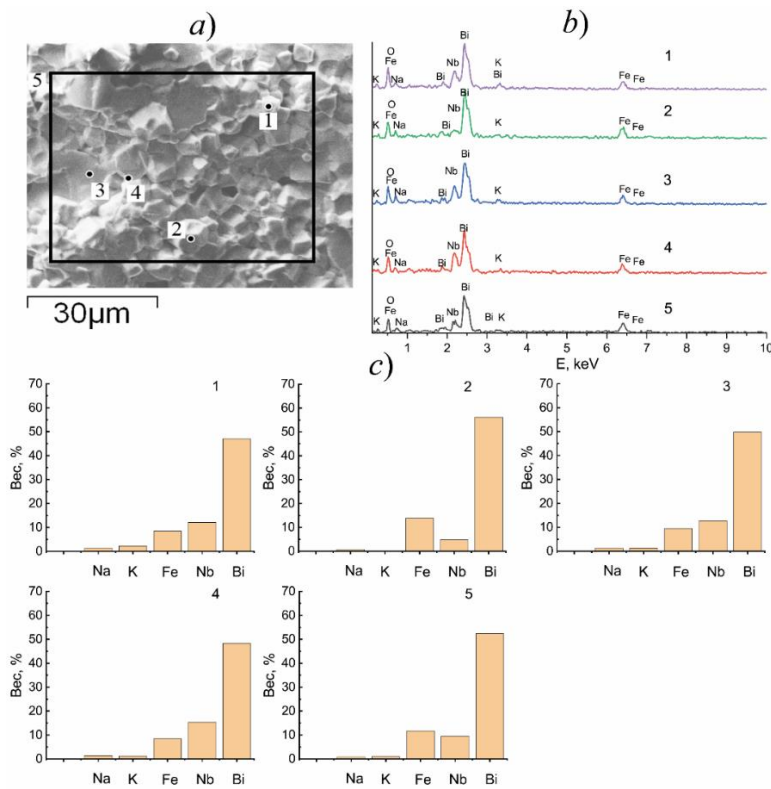 a)
5
1
3
4
2
30µm
b)
O
Fe
K
Na
Bi
Nb
Bi
K
Bi
1
Fe
Fe
O
Fe
K
Na
Bi
Bi
Nb
Bi
K
2
Fe
Fe
O
Fe
K
Na
Bi
Nb
Bi
K
3
Fe
Fe
O
Fe
K
Na
Bi
Nb
Bi
K
4
Fe
Fe
O
Fe
K
Na
Bi
Nb
Bi
Bi
K
5
Fe
Fe
1 2 3 4 5 6 7 8 9 10
E, keV
c)
1
Вес, %
70
60
50
40
30
20
10
0
Na K Fe Nb Bi
2
Вес, %
70
60
50
40
30
20
10
0
Na K Fe Nb Bi
3
Вес, %
70
60
50
40
30
20
10
0
Na K Fe Nb Bi
4
Вес, %
70
60
50
40
30
20
10
0
Na K Fe Nb Bi
5
Вес, %
70
60
50
40
30
20
10
0
Na K Fe Nb Bi